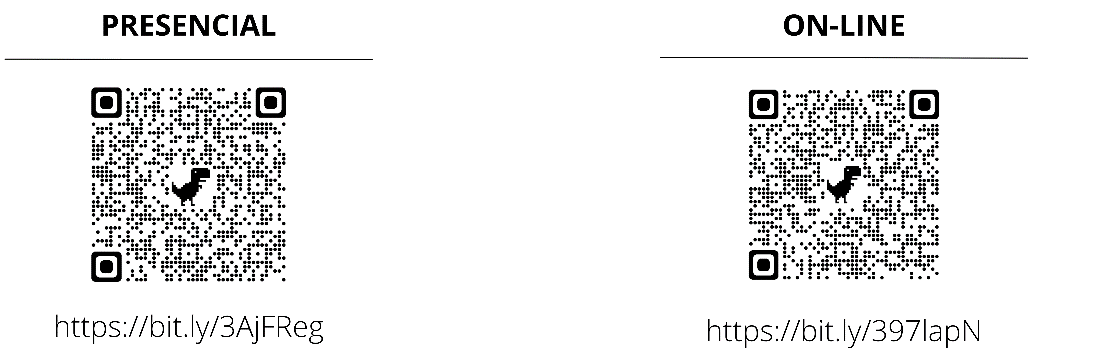 PRESENCIAL
ON-LINE
https://bit.ly/3AjFReg
https://bit.ly/397lapN